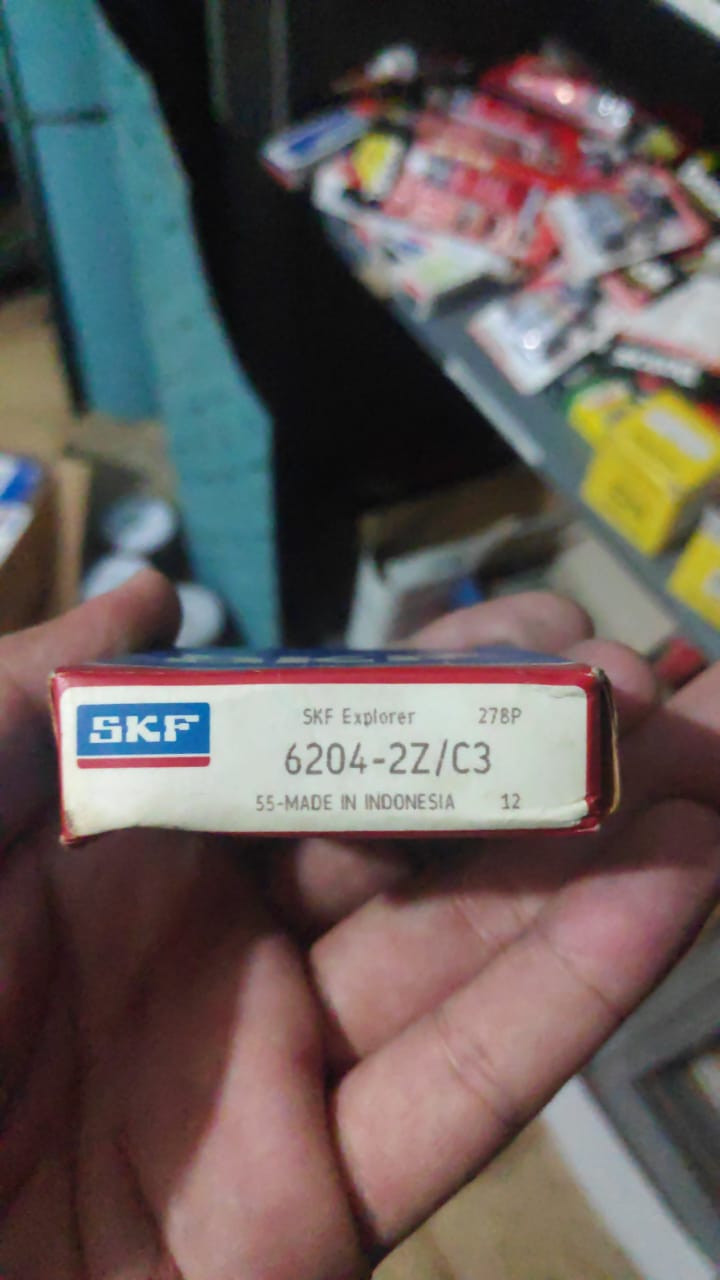 SKF
SKF Explorer 278P
6204-2Z/C3
55-MADE IN INDONESIA 12